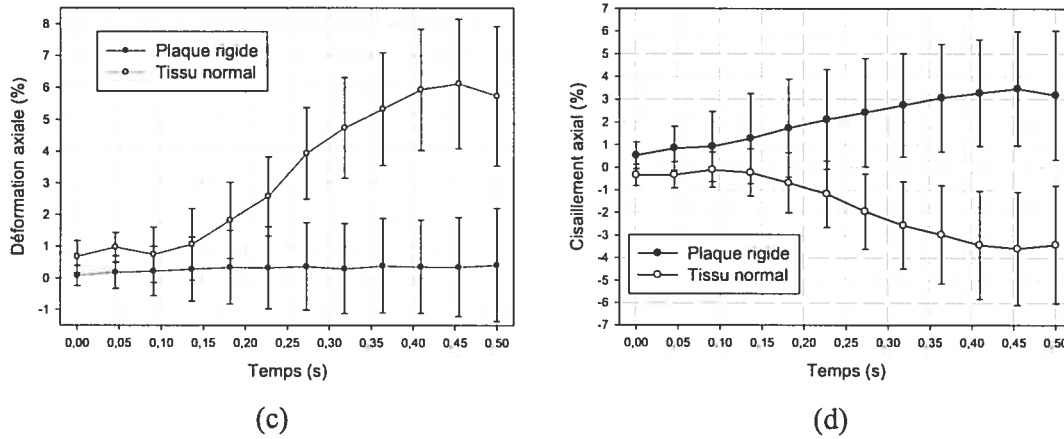 Déformation axiale (%)
8
7
6
5
4
3
2
1
0
-1
Plaque rigide
Tissu normal
0,00 0,05 0,10 0,15 0,20 0,25 0,30 0,35 0,40 0,45 0,50
Temps (s)
(c)
Cisaillement axial (%)
7
6
5
4
3
2
1
0
-1
-2
-3
-4
-5
-6
-7
Plaque rigide
Tissu normal
0,00 0,05 0,10 0,15 0,20 0,25 0,30 0,35 0,40 0,45 0,50
Temps (s)
(d)